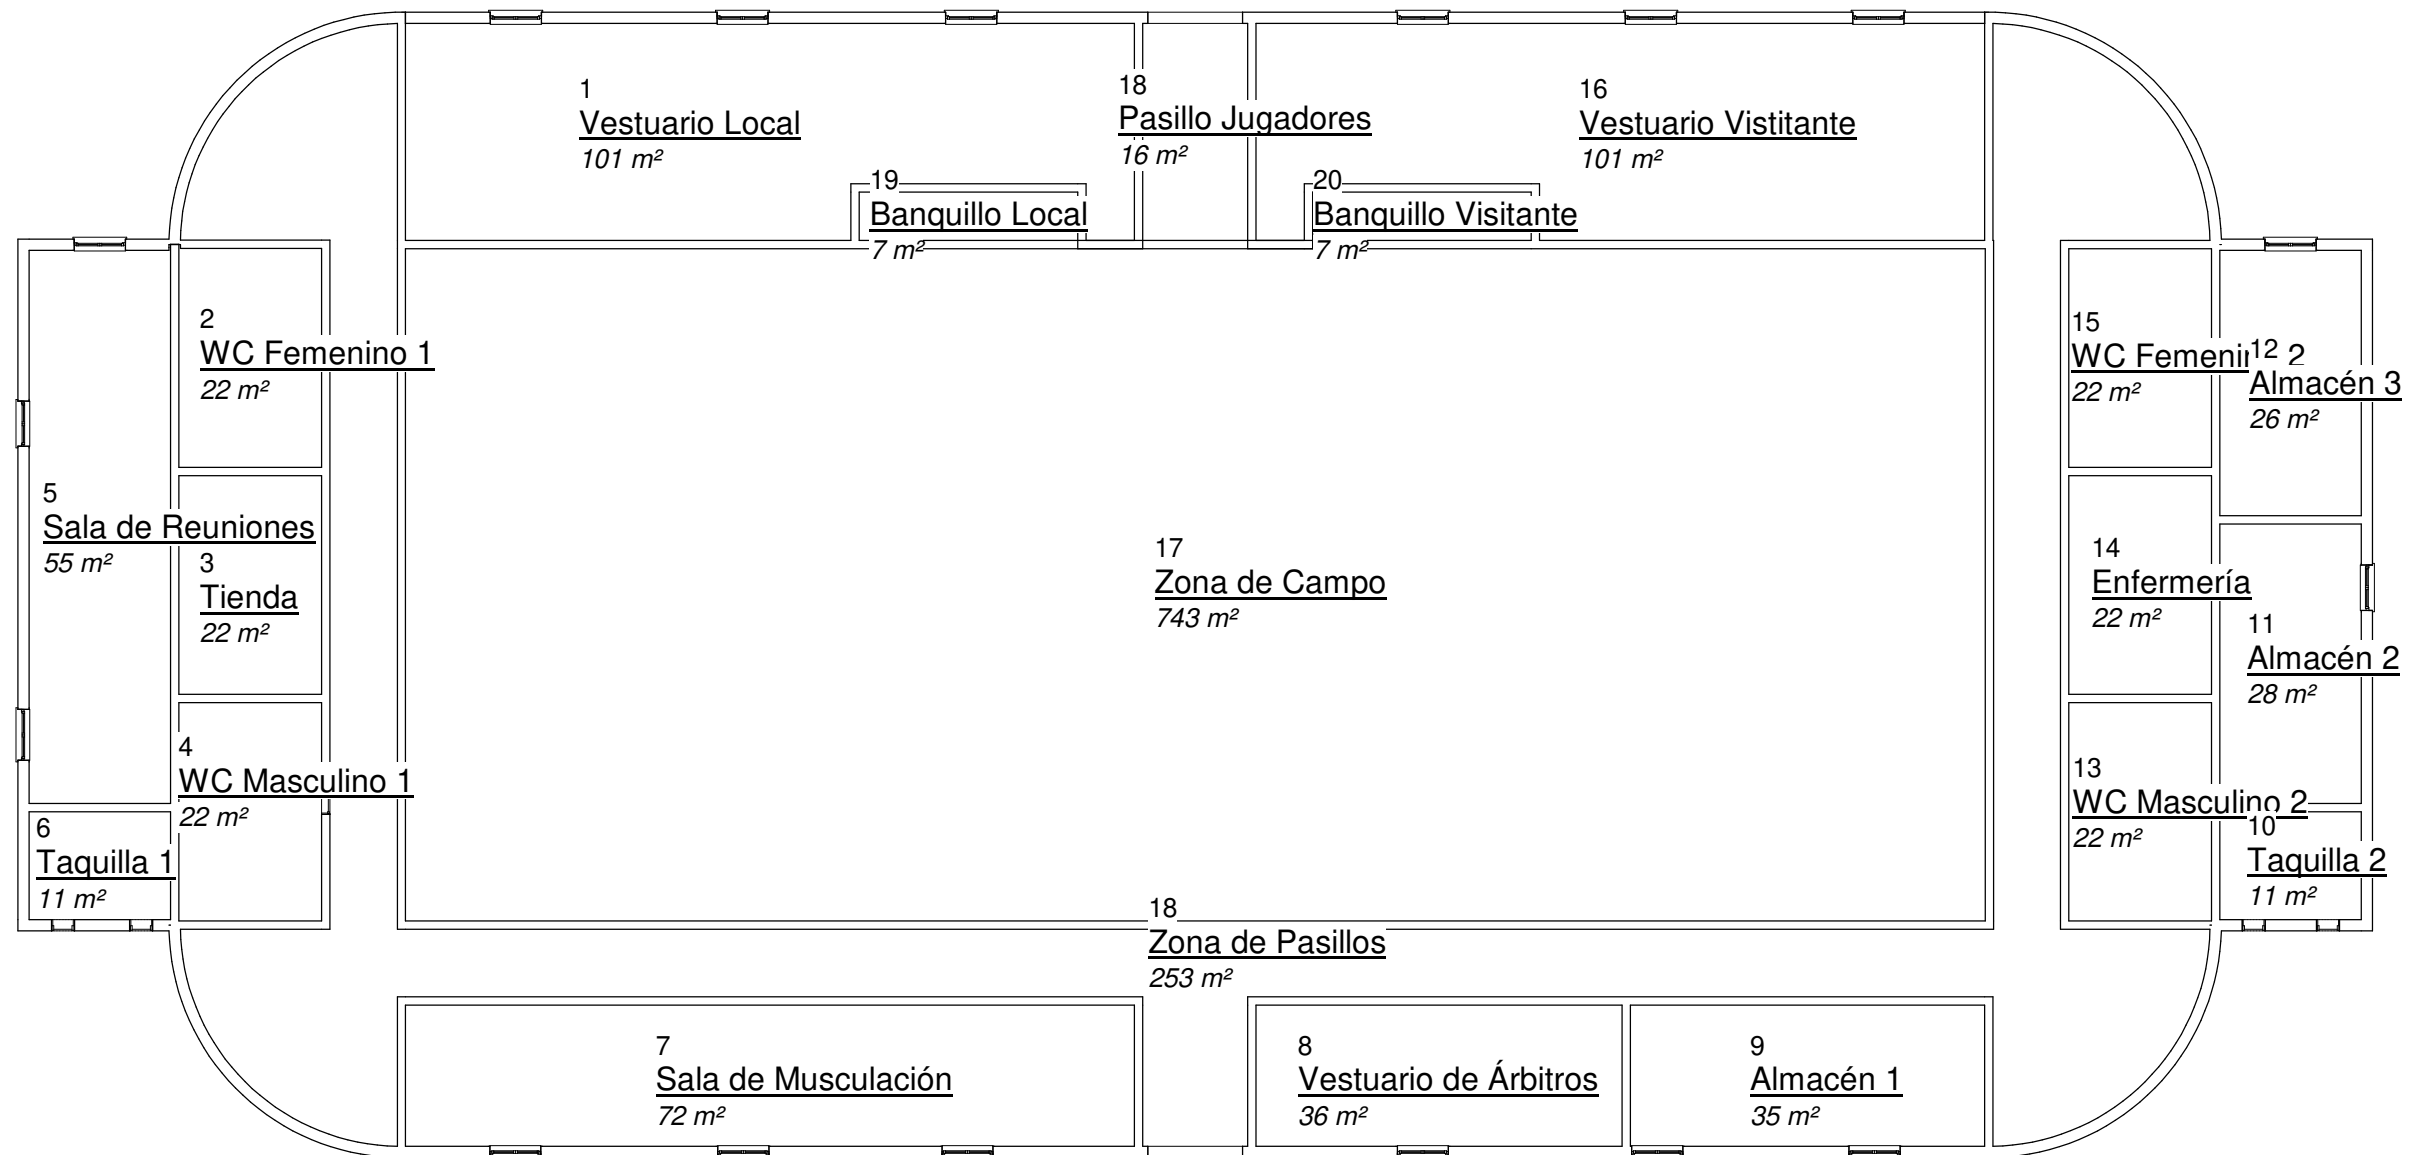 1
Vestuario Local
101 m²
18
Pasillo Jugadores
16 m²
16
Vestuario Vistitante
101 m²
19
Banquillo Local
7 m²
20
Banquillo Visitante
7 m²
2
WC Femenino 1
22 m²
5
Sala de Reuniones
55 m²
3
Tienda
22 m²
4
WC Masculino 1
22 m²
6
Taquilla 1
11 m²
17
Zona de Campo
743 m²
15
WC Femenin 2
22 m²
12
Almacén 3
26 m²
14
Enfermería
22 m²
11
Almacén 2
28 m²
13
WC Masculino 2
22 m²
10
Taquilla 2
11 m²
18
Zona de Pasillos
253 m²
7
Sala de Musculación
72 m²
8
Vestuario de Árbitros
36 m²
9
Almacén 1
35 m²